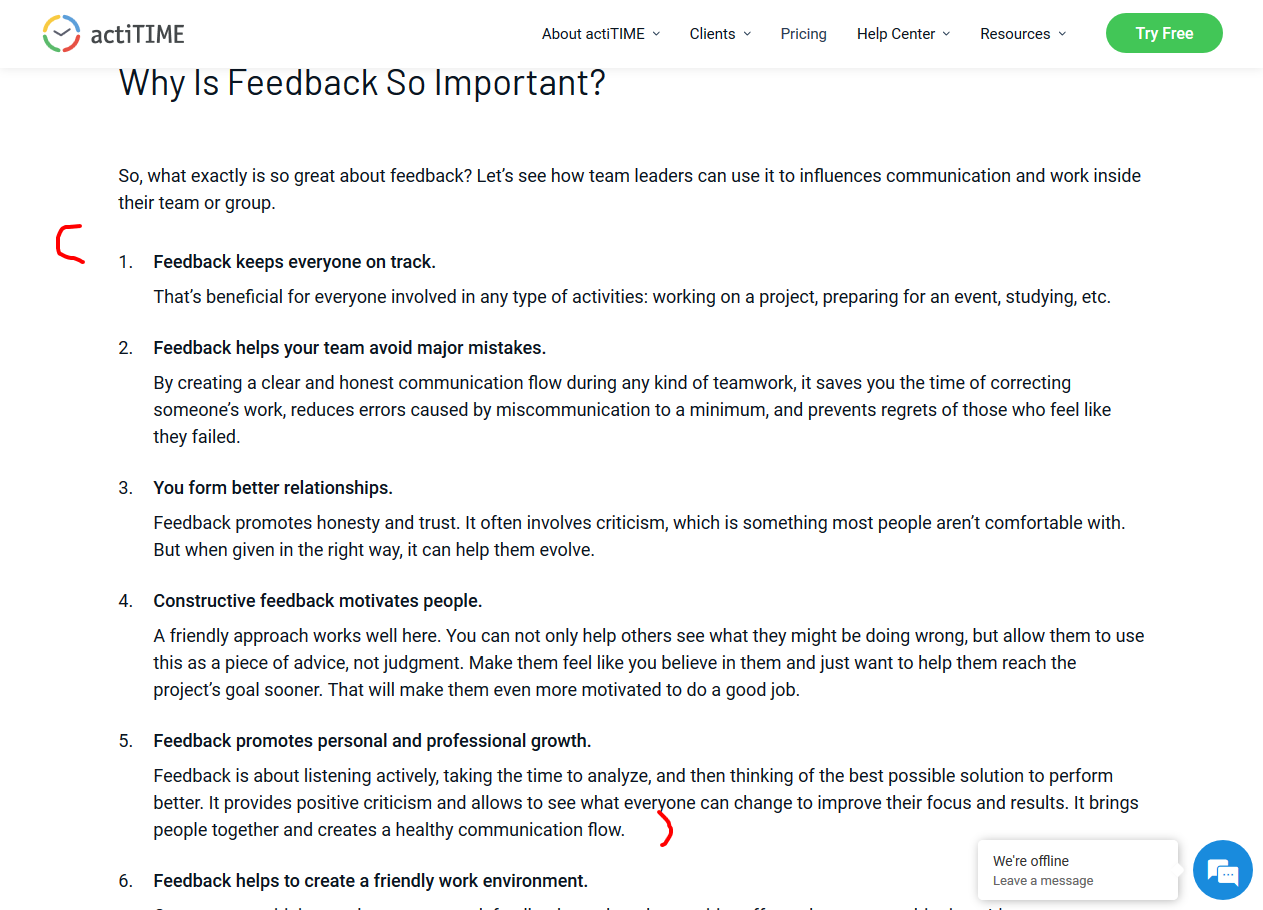 actiTIME
About actiTIME
Clients
Pricing
Help Center
Resources
Try Free
Why Is Feedback So Important?
So, what exactly is so great about feedback? Let’s see how team leaders can use it to influences communication and work inside
their team or group.
1. Feedback keeps everyone on track.
That’s beneficial for everyone involved in any type of activities: working on a project, preparing for an event, studying, etc.
2. Feedback helps your team avoid major mistakes.
By creating a clear and honest communication flow during any kind of teamwork, it saves you the time of correcting
someone’s work, reduces errors caused by miscommunication to a minimum, and prevents regrets of those who feel like
they failed.
3. You form better relationships.
Feedback promotes honesty and trust. It often involves criticism, which is something most people aren’t comfortable with.
But when given in the right way, it can help them evolve.
4. Constructive feedback motivates people.
A friendly approach works well here. You can not only help others see what they might be doing wrong, but allow them to use
this as a piece of advice, not judgment. Make them feel like you believe in them and just want to help them reach the
project’s goal sooner. That will make them even more motivated to do a good job.
5. Feedback promotes personal and professional growth.
Feedback is about listening actively, taking the time to analyze, and then thinking of the best possible solution to perform
better. It provides positive criticism and allows to see what everyone can change to improve their focus and results. It brings
people together and creates a healthy communication flow.
6. Feedback helps to create a friendly work environment.
We're offline
Leave a message